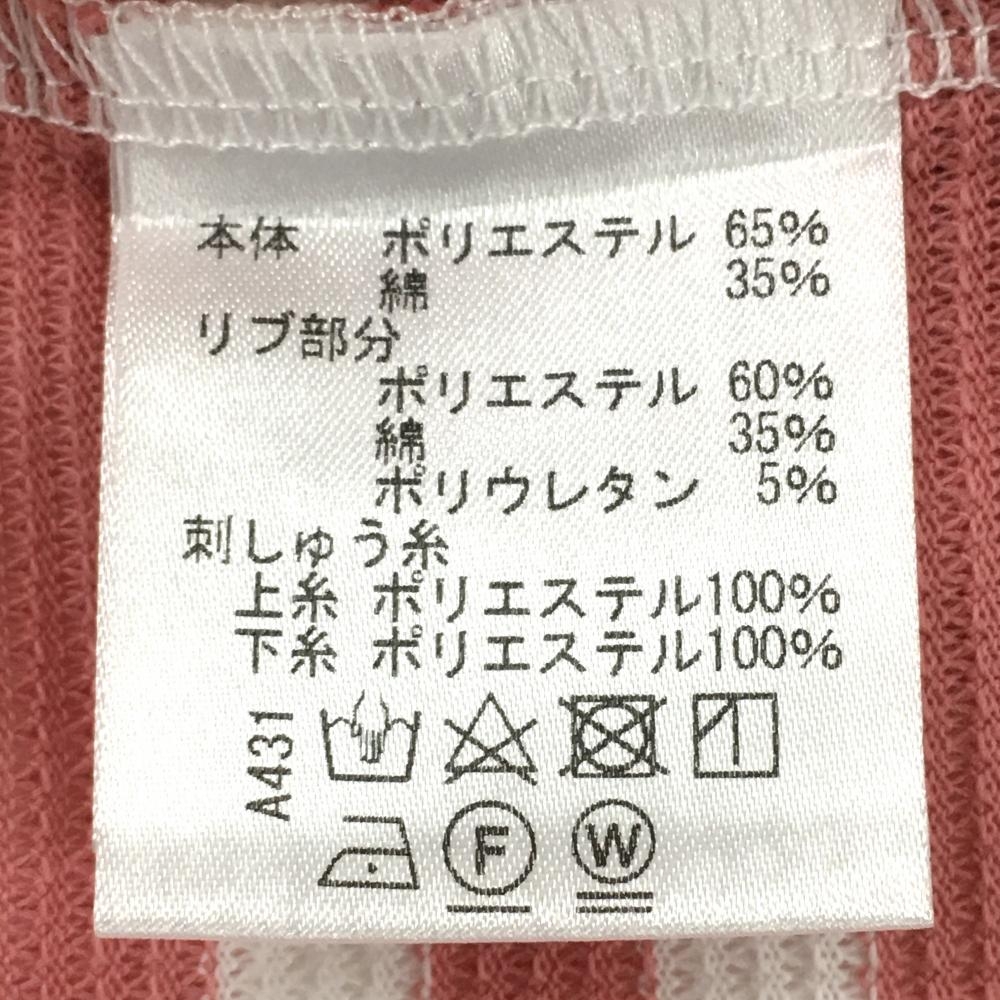 本体 ポリエステル 65%
綿 35%
リブ部分
ポリエステル 60%
綿 35%
ポリウレタン 5%
刺しゅう糸
上糸 ポリエステル100%
下糸 ポリエステル100%
A431
F
W